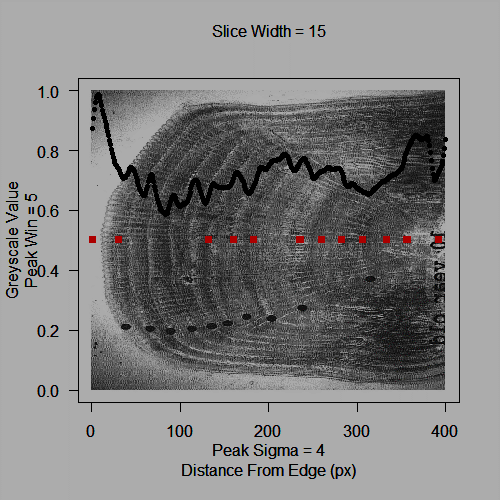 Slice Width = 15
Greyscale Value
Peak Win = 5
1.0
0.8
0.6
0.4
0.2
0.0
0
100
200
300
400
Peak Sigma = 4
Distance From Edge (px)